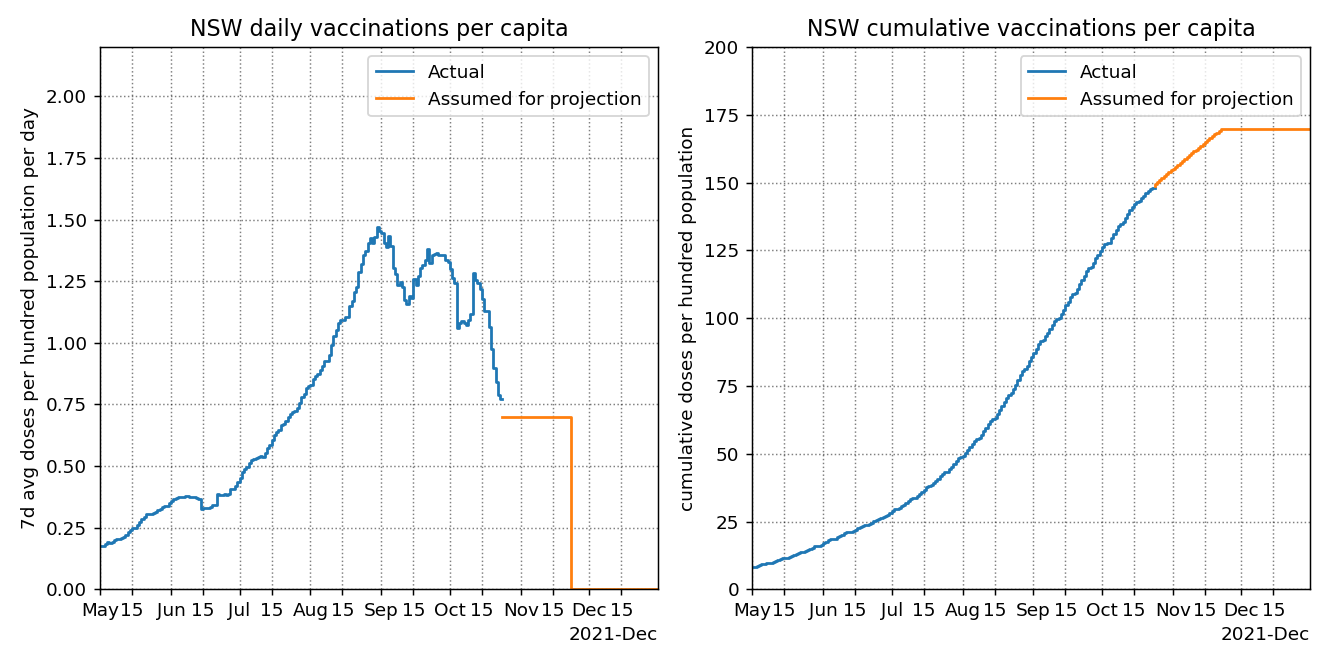 NSW daily vaccinations per capita
Actual
Assumed for projection
7d avg doses per hundred population per day
2.00
1.75
1.50
1.25
1.00
0.75
0.50
0.25
0.00
May 15 Jun 15 Jul 15 Aug 15 Sep 15 Oct 15 Nov 15 Dec 15
2021-Dec
NSW cumulative vaccinations per capita
Actual
Assumed for projection
cumulative doses per hundred population
200
175
150
125
100
75
50
25
0
May 15 Jun 15 Jul 15 Aug 15 Sep 15 Oct 15 Nov 15 Dec 15
2021-Dec